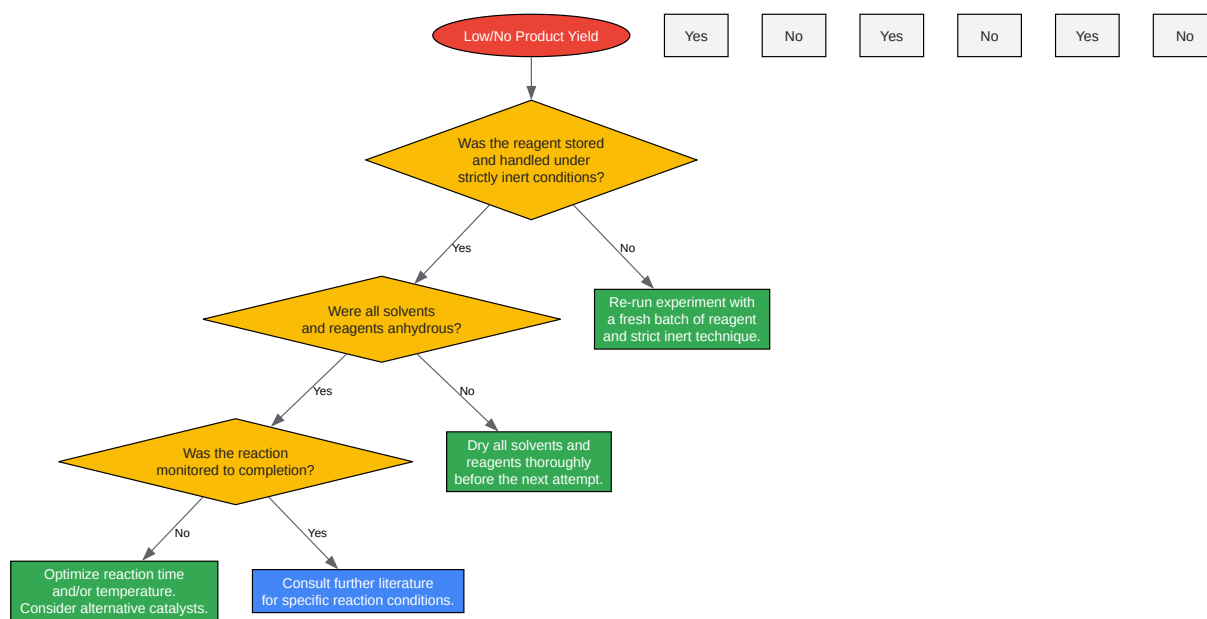 Low/No Product Yield
Yes
No
Yes
No
Yes
No
Was the reagent stored
and handled under
strictly inert conditions?
Yes
No
Were all solvents
and reagents anhydrous?
Re-run experiment with
a fresh batch of reagent
and strict inert technique.
Yes
No
Was the reaction
monitored to completion?
Dry all solvents and
reagents thoroughly
before the next attempt.
No
Yes
Optimize reaction time
and/or temperature.
Consider alternative catalysts.
Consult further literature
for specific reaction conditions.